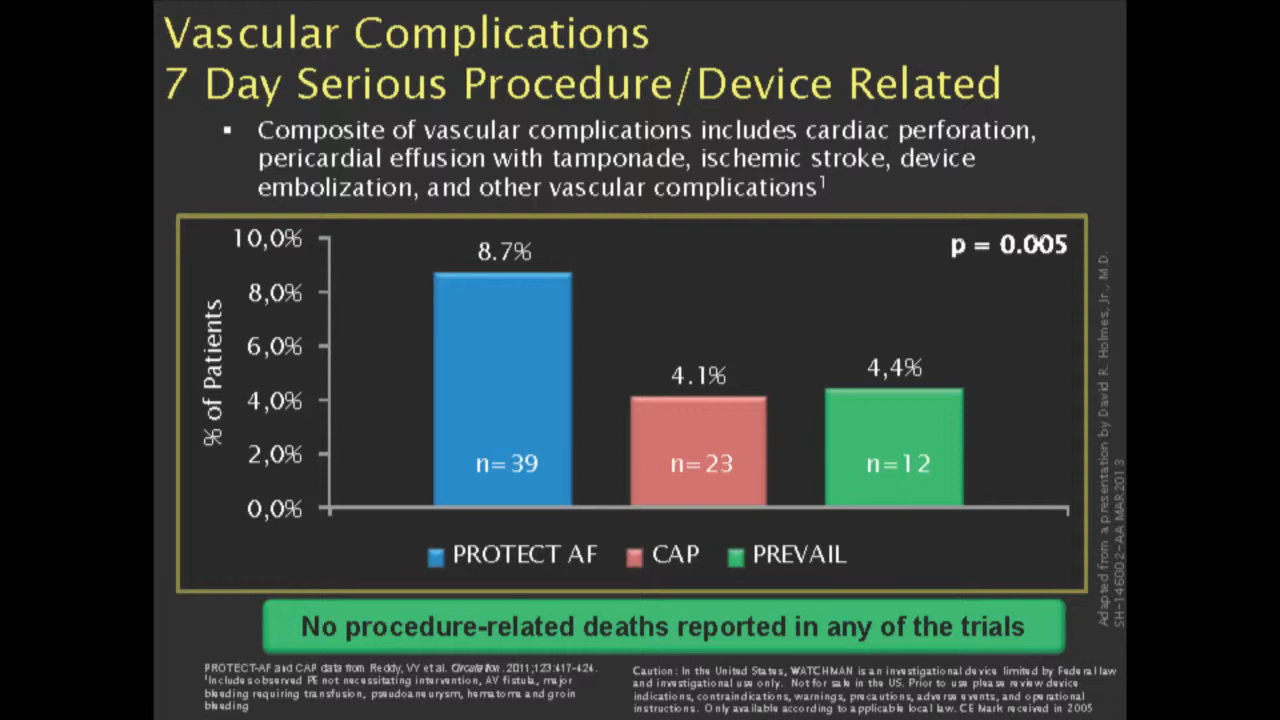 Vascular Complications
7 Day Serious Procedure/Device Related
▪ Composite of vascular complications includes cardiac perforation,
pericardial effusion with tamponade, ischemic stroke, device
embolization, and other vascular complications¹
10,0%
8,0%
6,0%
4,0%
2,0%
0,0%
% of Patients
p = 0.005
8.7%
4.1%
4,4%
n=39
n=23
n=12
PROTECT AF
CAP
PREVAIL
No procedure-related deaths reported in any of the trials
PROTECT-AF and CAP data from Reddy, VY et al. Circulation. 2011;123:417-424.
¹Includes observed PE not necessitating intervention, AV fistula, major
bleeding requiring transfusion, pseudoaneurysm, hematoma and groin
bleeding
Caution: In the United States, WATCHMAN is an investigational device limited by Federal law
and investigational use only. Not for sale in the US. Prior to use please review device
indications, contraindications, warnings, precautions, adverse events, and operational
instructions. Only available according to applicable local law. CE Mark received in 2005
Adapted from a presentation by David R. Holmes, Jr., M.D.
SH-146002-AA MAR2013